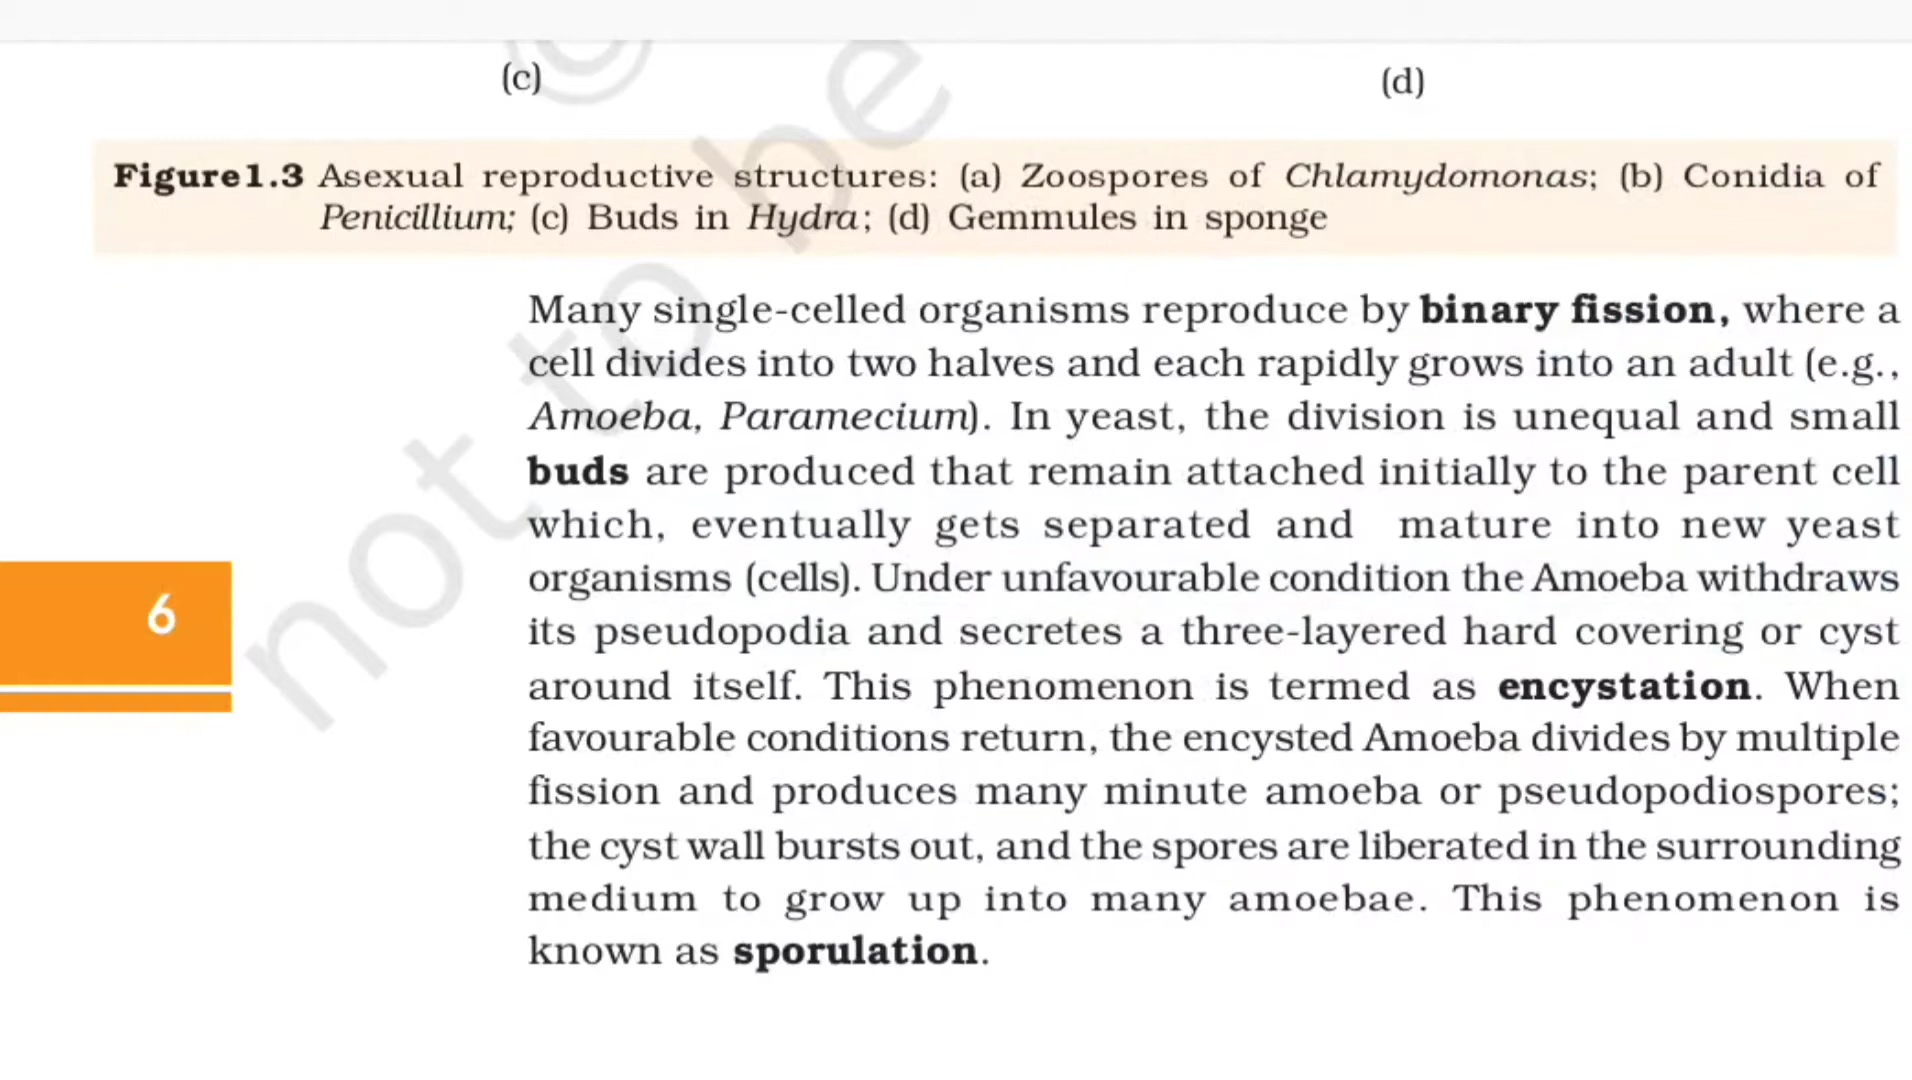 (c) (d)
Figure1.3 Asexual reproductive structures: (a) Zoospores of Chlamydomonas; (b) Conidia of
Penicillium; (c) Buds in Hydra; (d) Gemmules in sponge
Many single-celled organisms reproduce by binary fission, where a
cell divides into two halves and each rapidly grows into an adult (e.g.,
Amoeba, Paramecium). In yeast, the division is unequal and small
buds are produced that remain attached initially to the parent cell
which, eventually gets separated and mature into new yeast
organisms (cells). Under unfavourable condition the Amoeba withdraws
its pseudopodia and secretes a three-layered hard covering or cyst
around itself. This phenomenon is termed as encystation. When
favourable conditions return, the encysted Amoeba divides by multiple
fission and produces many minute amoeba or pseudopodiospores;
the cyst wall bursts out, and the spores are liberated in the surrounding
medium to grow up into many amoebae. This phenomenon is
known as sporulation.
6
©
not to be